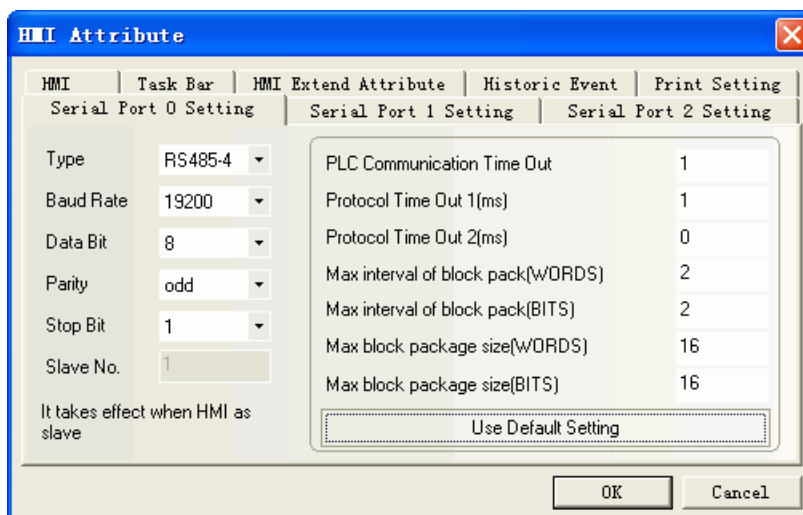 HMI Attribute
HMI Task Bar HMI Extend Attribute Historic Event Print Setting
Serial Port 0 Setting Serial Port 1 Setting Serial Port 2 Setting
Type RS485-4
Baud Rate 19200
Data Bit 8
Parity odd
Stop Bit 1
Slave No. 1
It takes effect when HMI as
slave
PLC Communication Time Out 1
Protocol Time Out 1(ms) 1
Protocol Time Out 2(ms) 0
Max interval of block pack(WORDS) 2
Max interval of block pack(BITS) 2
Max block package size(WORDS) 16
Max block package size(BITS) 16
Use Default Setting
OK Cancel